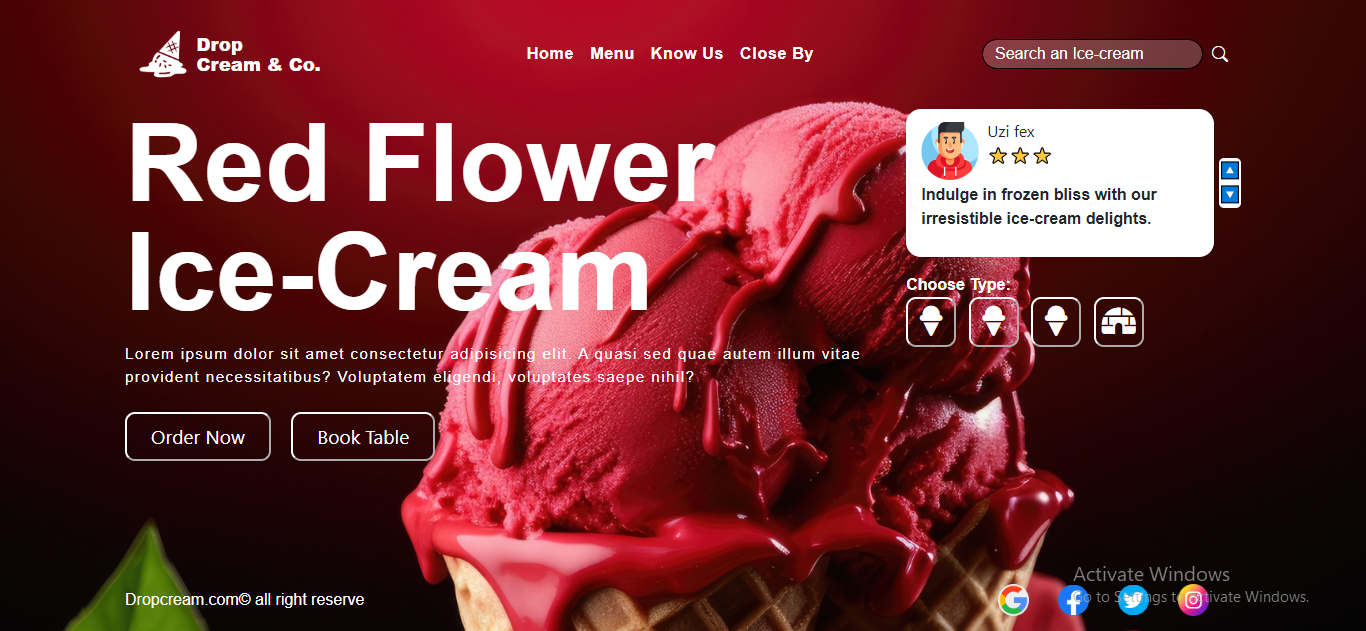 Drop
Cream & Co.
Home Menu Know Us Close By
Search an Ice-cream
Red Flower
Ice-Cream
Lorem ipsum dolor sit amet consectetur adipisicing elit. A quasi sed quae autem illum vitae
provident necessitatibus? Voluptatem eligendi, voluptates saepe nihil?
Order Now
Book Table
Uzi fex
Indulge in frozen bliss with our
irresistible ice-cream delights.
Choose Type:
Dropcream.com© all right reserve
Activate Windows
Go to Settings to Activate Windows.